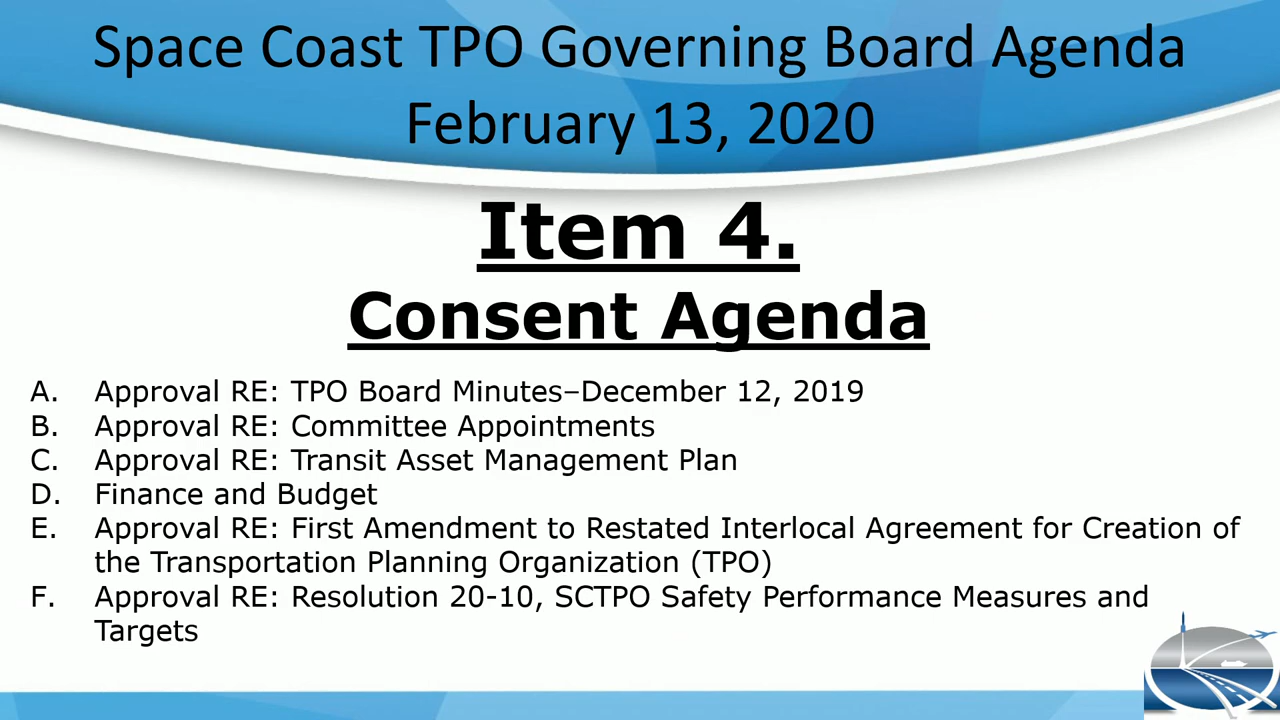 Space Coast TPO Governing Board Agenda
February 13, 2020
Item 4.
Consent Agenda
A. Approval RE: TPO Board Minutes–December 12, 2019
B. Approval RE: Committee Appointments
C. Approval RE: Transit Asset Management Plan
D. Finance and Budget
E. Approval RE: First Amendment to Restated Interlocal Agreement for Creation of
the Transportation Planning Organization (TPO)
F. Approval RE: Resolution 20-10, SCTPO Safety Performance Measures and
Targets